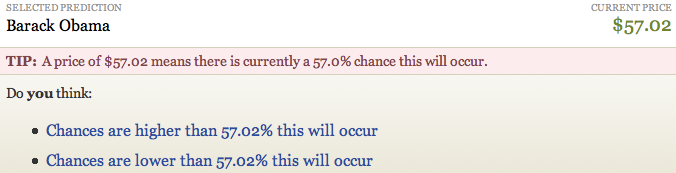 SELECTED PREDICTION
CURRENT PRICE
Barack Obama
$57.02
TIP: A price of $57.02 means there is currently a 57.0% chance this will occur.
Do you think:
• Chances are higher than 57.02% this will occur
• Chances are lower than 57.02% this will occur